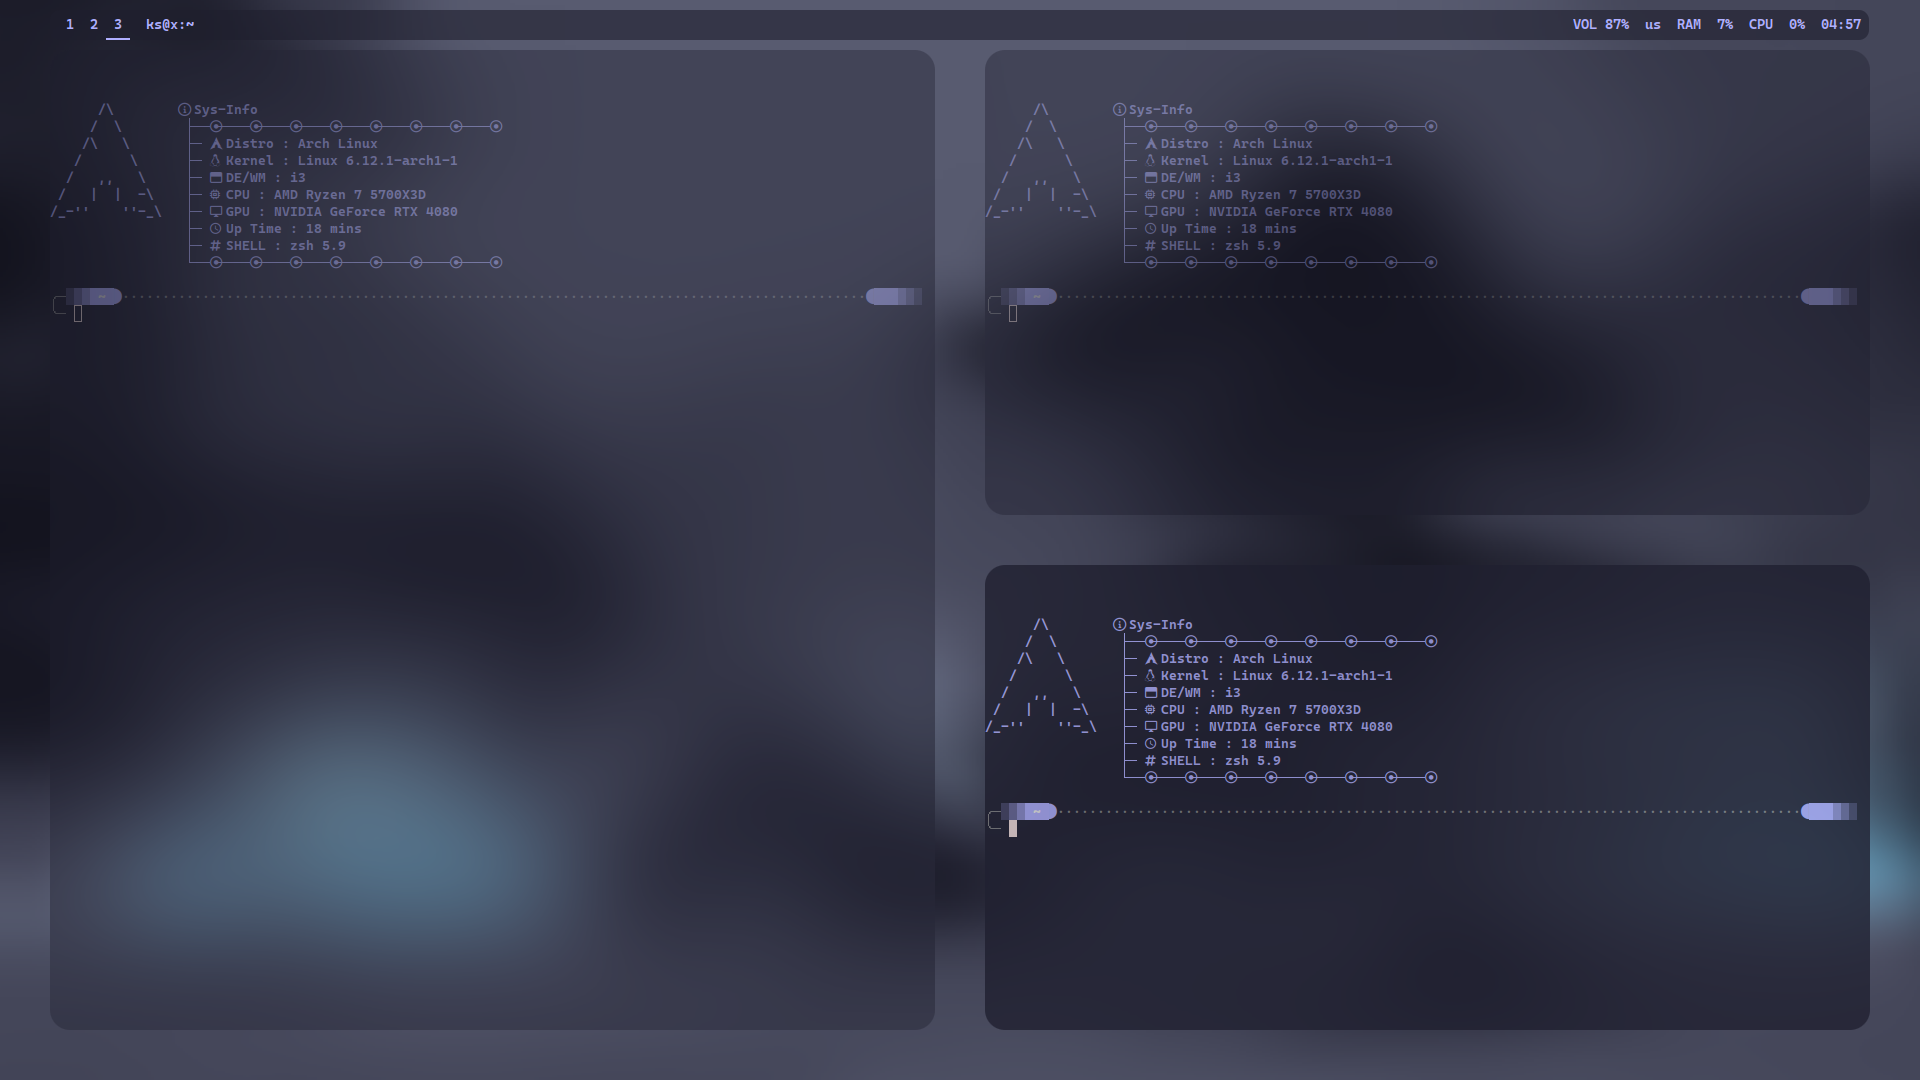 1 2 3 ks@x:~ VOL 87% us RAM 7% CPU 0% 04:57
Sys-Info
Distro : Arch Linux
Kernel : Linux 6.12.1-arch1-1
DE/WM : i3
CPU : AMD Ryzen 7 5700X3D
GPU : NVIDIA GeForce RTX 4080
Up Time : 18 mins
# SHELL : zsh 5.9
~
Sys-Info
Distro : Arch Linux
Kernel : Linux 6.12.1-arch1-1
DE/WM : i3
CPU : AMD Ryzen 7 5700X3D
GPU : NVIDIA GeForce RTX 4080
Up Time : 18 mins
# SHELL : zsh 5.9
~
Sys-Info
Distro : Arch Linux
Kernel : Linux 6.12.1-arch1-1
DE/WM : i3
CPU : AMD Ryzen 7 5700X3D
GPU : NVIDIA GeForce RTX 4080
Up Time : 18 mins
# SHELL : zsh 5.9
~